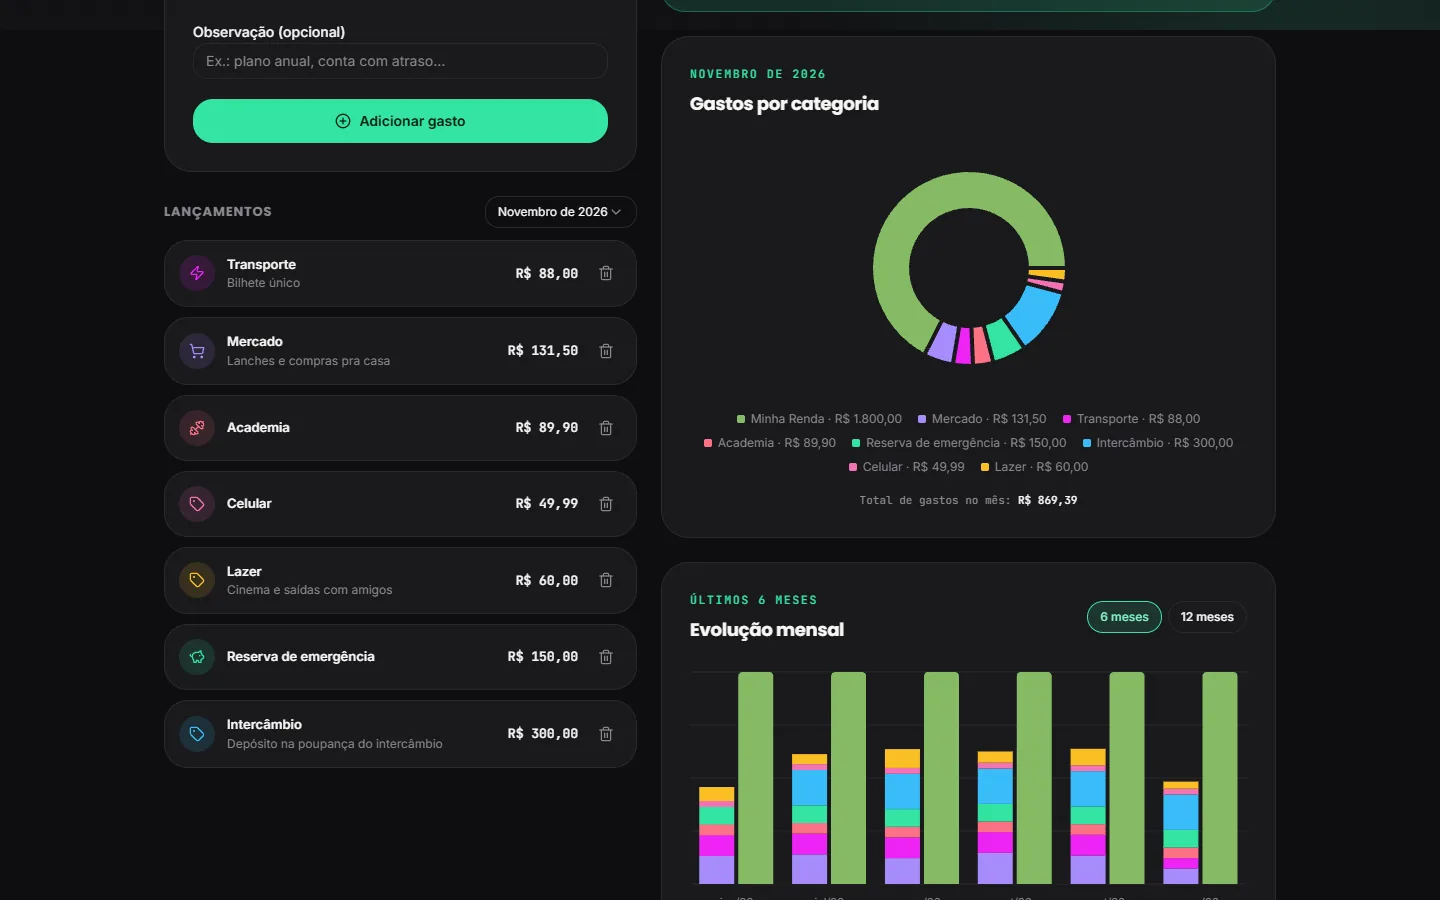 Observação (opcional)
Ex.: plano anual, conta com atraso...
Adicionar gasto
LANÇAMENTOS
Novembro de 2026
Transporte
Bilhete único
R$ 88,00
Mercado
Lanches e compras pra casa
R$ 131,50
Academia
R$ 89,90
Celular
R$ 49,99
Lazer
Cinema e saídas com amigos
R$ 60,00
Reserva de emergência
R$ 150,00
Intercâmbio
Depósito na poupança do intercâmbio
R$ 300,00
NOVEMBRO DE 2026
Gastos por categoria
Minha Renda · R$ 1.800,00 Mercado · R$ 131,50 Transporte · R$ 88,00
Academia · R$ 89,90 Reserva de emergência · R$ 150,00 Intercâmbio · R$ 300,00
Celular · R$ 49,99 Lazer · R$ 60,00
Total de gastos no mês: R$ 869,39
ÚLTIMOS 6 MESES
Evolução mensal
6 meses
12 meses